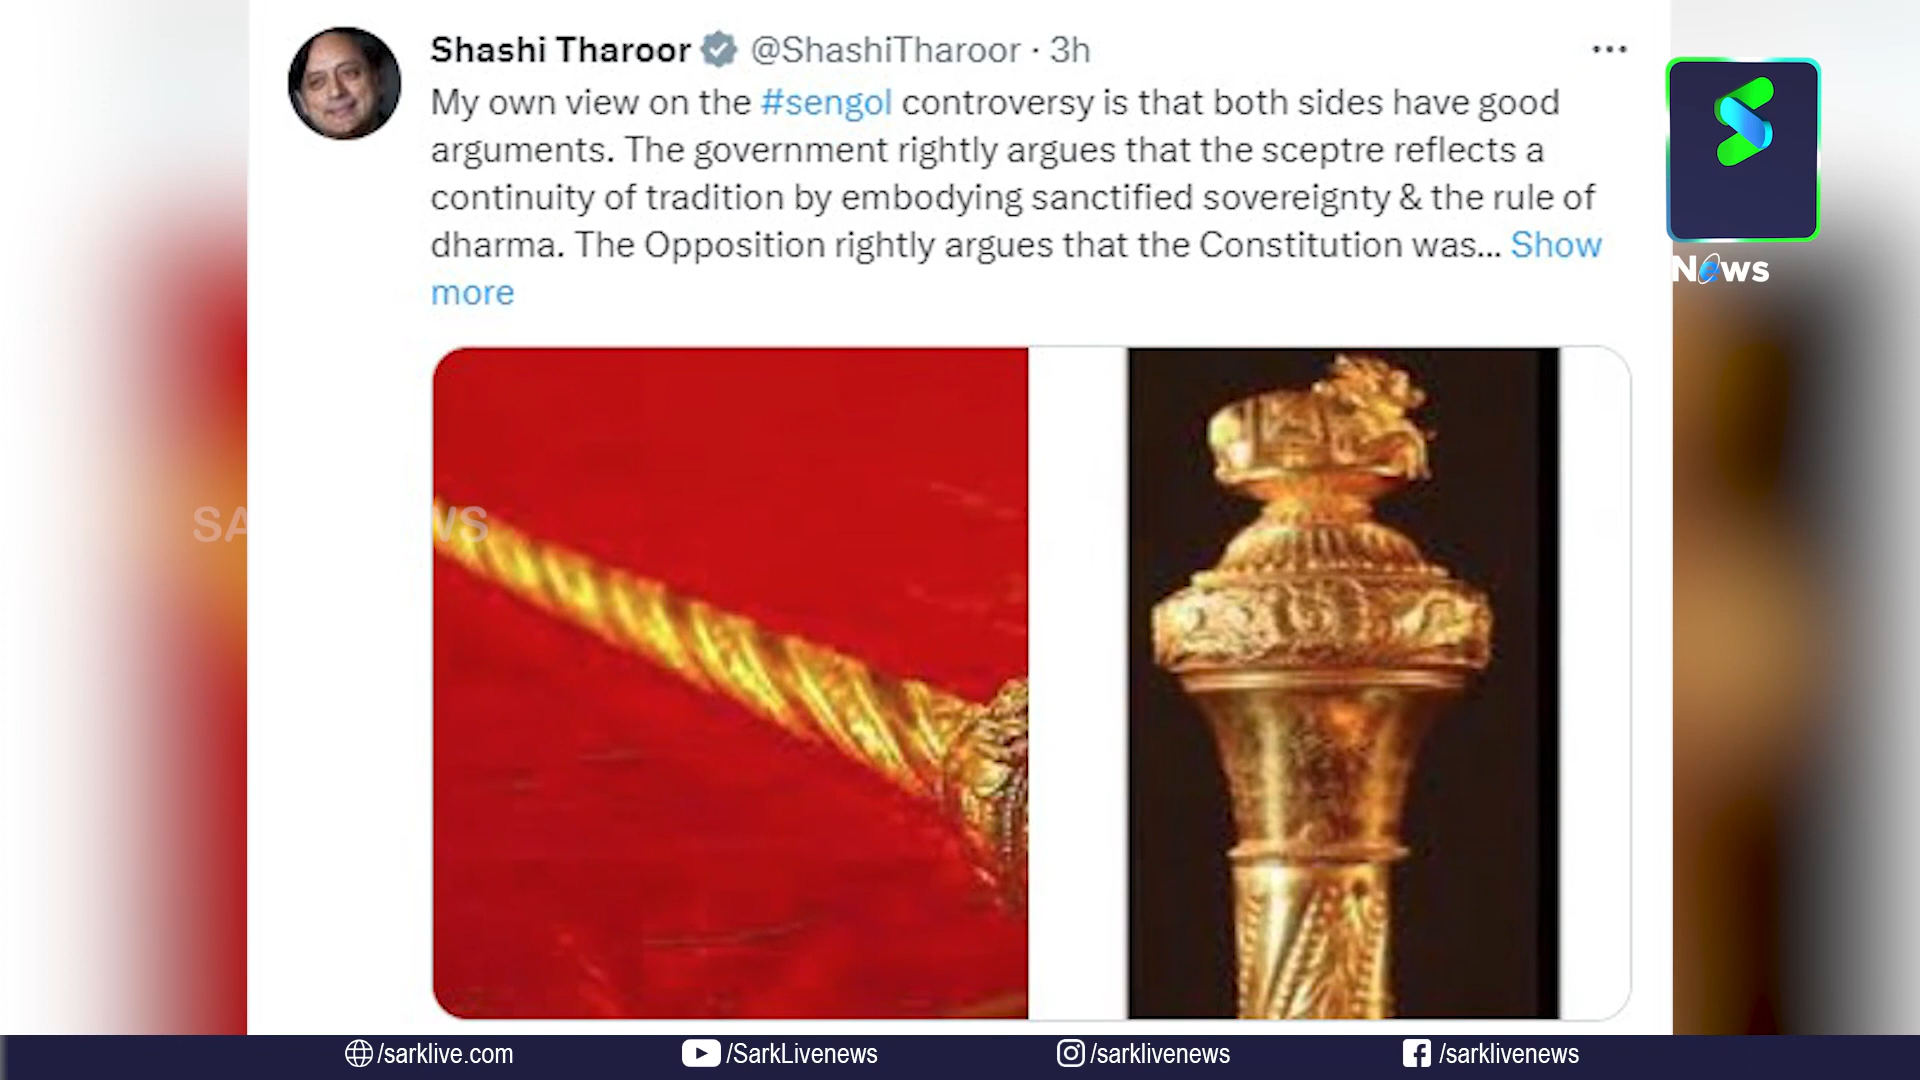 Shashi Tharoor @ShashiTharoor · 3h
My own view on the #sengol controversy is that both sides have good
arguments. The government rightly argues that the sceptre reflects a
continuity of tradition by embodying sanctified sovereignty & the rule of
dharma. The Opposition rightly argues that the Constitution was... Show
more
News
SA WS
/sarklive.com
/SarkLivenews
/sarklivenews
/sarklivenews